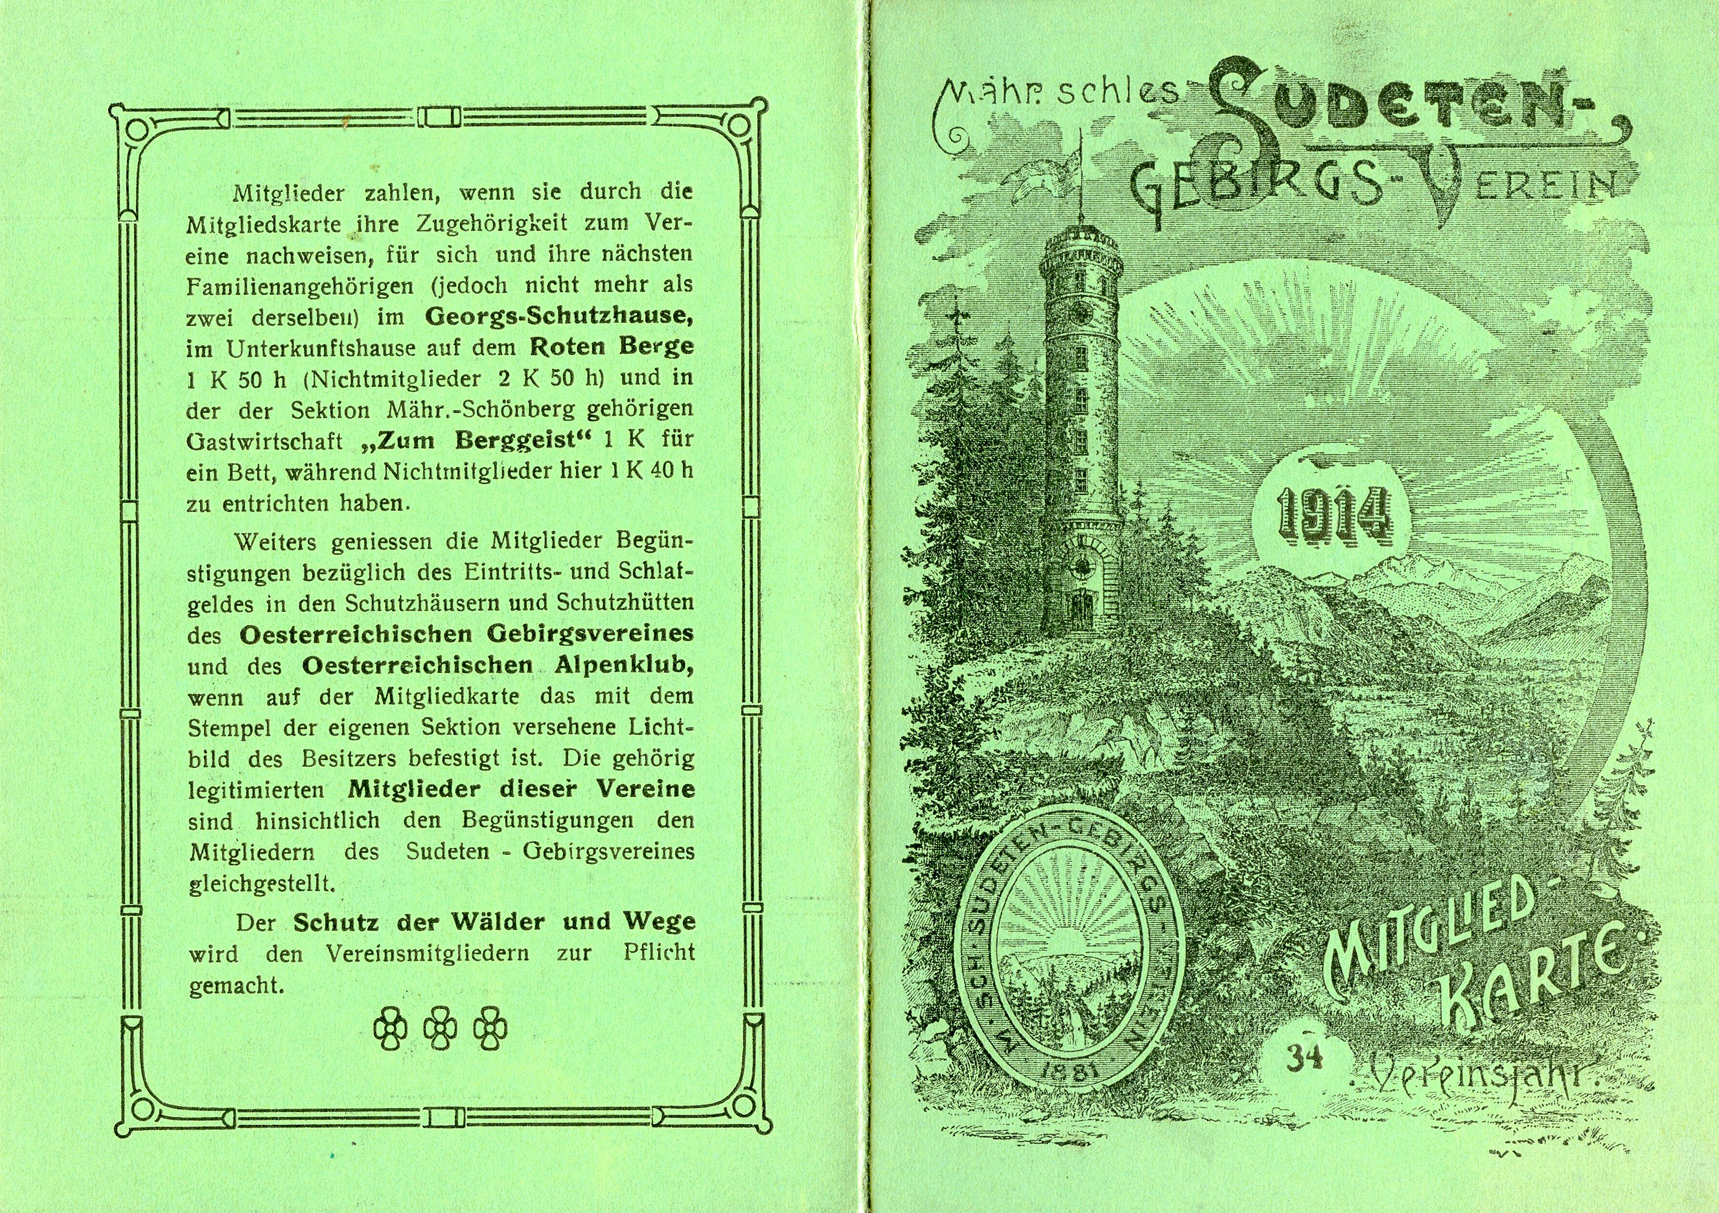 Mitglieder zahlen, wenn sie durch die
Mitgliedskarte ihre Zugehörigkeit zum Ver-
eine nachweisen, für sich und ihre nächsten
Familienangehörigen (jedoch nicht mehr als
zwei derselben) im Georgs-Schutzhause,
im Unterkunftshause auf dem Roten Berge
1 K 50 h (Nichtmitglieder 2 K 50 h) und in
der der Sektion Mähr.-Schönberg gehörigen
Gastwirtschaft „Zum Berggeist“ 1 K für
ein Bett, während Nichtmitglieder hier 1 K 40 h
zu entrichten haben.
Weiters geniessen die Mitglieder Begün-
stigungen bezüglich des Eintritts- und Schlaf-
geldes in den Schutzhäusern und Schutzhütten
des Oesterreichischen Gebirgsvereines
und des Oesterreichischen Alpenklub,
wenn auf der Mitgliedkarte das mit dem
Stempel der eigenen Sektion versehene Licht-
bild des Besitzers befestigt ist. Die gehörig
legitimierten Mitglieder dieser Vereine
sind hinsichtlich den Begünstigungen den
Mitgliedern des Sudeten - Gebirgsvereines
gleichgestellt.
Der Schutz der Wälder und Wege
wird den Vereinsmitgliedern zur Pflicht
gemacht.
Mähr. schles. SUDETEN-
GEBIRGS-VEREIN
1914
M. SCH. SUDETEN-GEBIRGS-VEREIN
1881
MITGLIED-
KARTE.
34. Vereinsjahr.